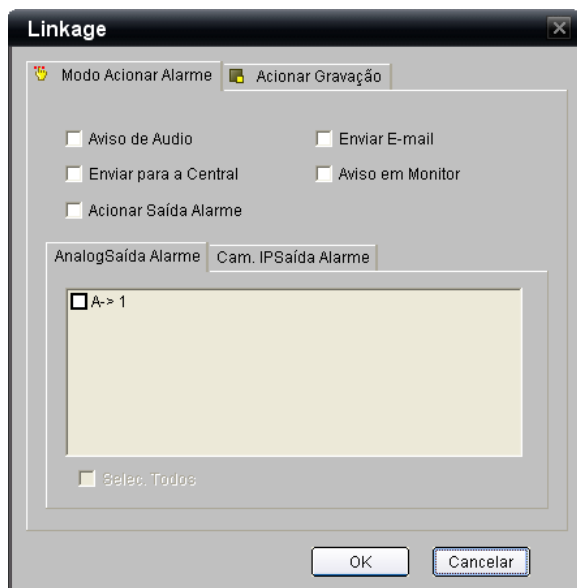 Linkage
Modo Acionar Alarme Acionar Gravação
Aviso de Audio Enviar E-mail
Enviar para a Central Aviso em Monitor
Acionar Saída Alarme
AnalogSaída Alarme Cam. IPSaída Alarme
A-> 1
Selec. Todos
OK Cancelar